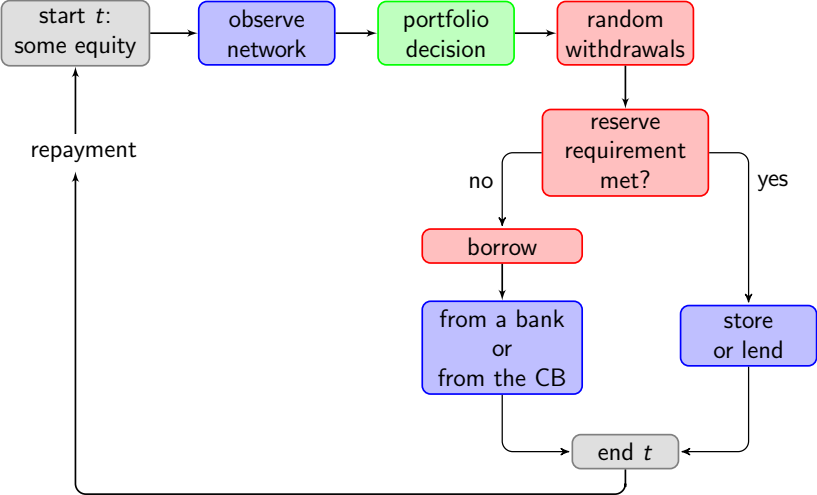 start t:
some equity
observe
network
portfolio
decision
random
withdrawals
reserve
requirement
met?
repayment
no
yes
borrow
from a bank
or
from the CB
store
or lend
end t